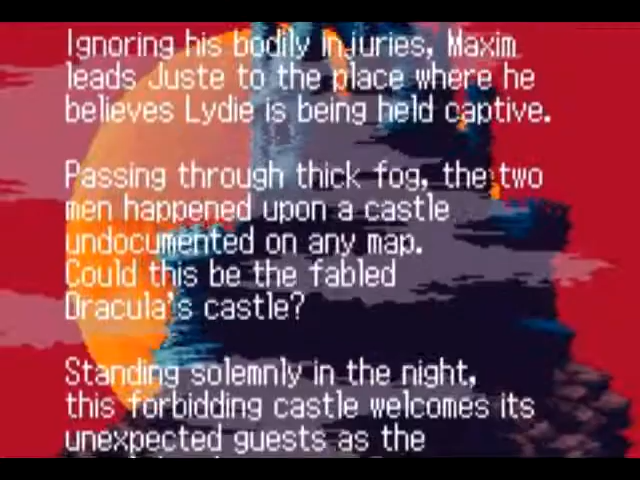 Ignoring his bodily injuries, Maxim
leads Juste to the place where he
believes Lydie is being held captive.
Passing through thick fog, the two
men happened upon a castle
undocumented on any map.
Could this be the fabled
Dracula's castle?
Standing solemnly in the night,
this forbidding castle welcomes its
unexpected guests as the